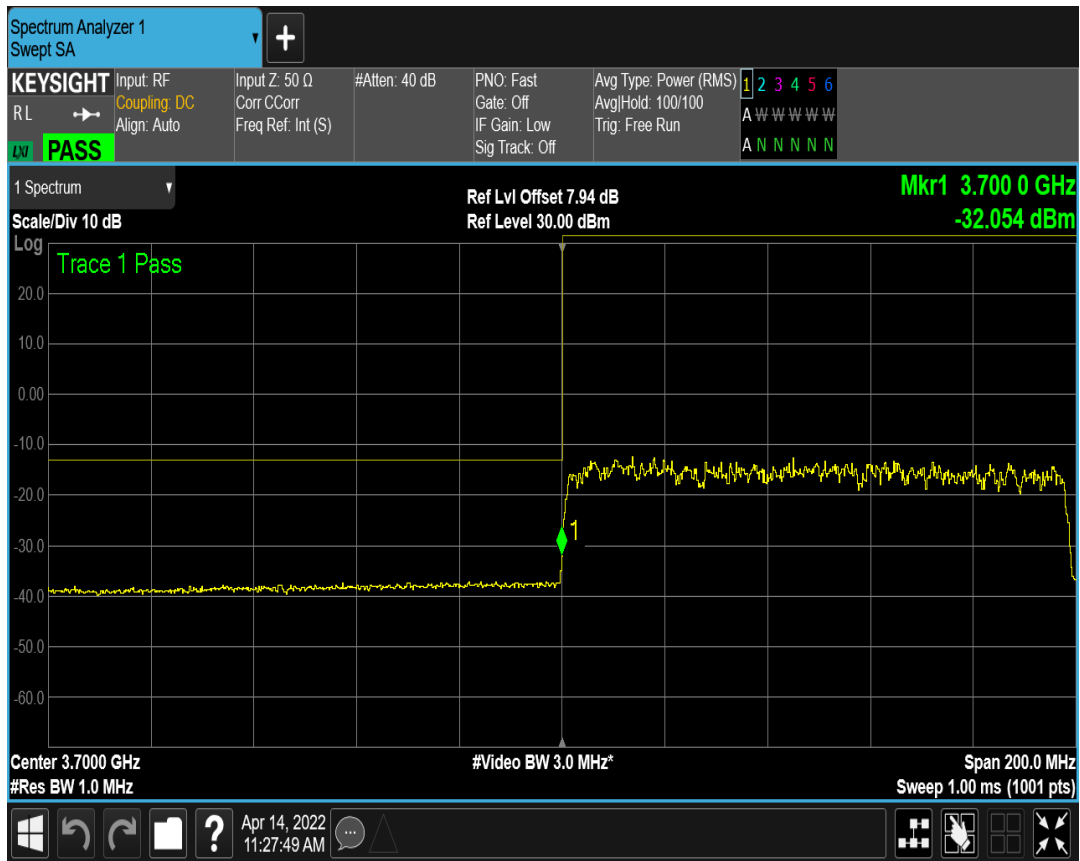 Spectrum Analyzer 1
Swept SA
KEYSIGHT
R L
LXI PASS
Input: RF
Coupling: DC
Align: Auto
Input Z: 50 Ω
Corr CCorr
Freq Ref: Int (S)
#Atten: 40 dB
PNO: Fast
Gate: Off
IF Gain: Low
Sig Track: Off
Avg Type: Power (RMS)
Avg|Hold: 100/100
Trig: Free Run
1 2 3 4 5 6
A W W W W W
A N N N N N
1 Spectrum
Scale/Div 10 dB
Ref Lvl Offset 7.94 dB
Ref Level 30.00 dBm
Mkr1 3.700 0 GHz
-32.054 dBm
Log
Trace 1 Pass
20.0
10.0
0.00
-10.0
-20.0
1
-30.0
-40.0
-50.0
-60.0
Center 3.7000 GHz
#Res BW 1.0 MHz
#Video BW 3.0 MHz*
Span 200.0 MHz
Sweep 1.00 ms (1001 pts)
?
Apr 14, 2022
11:27:49 AM